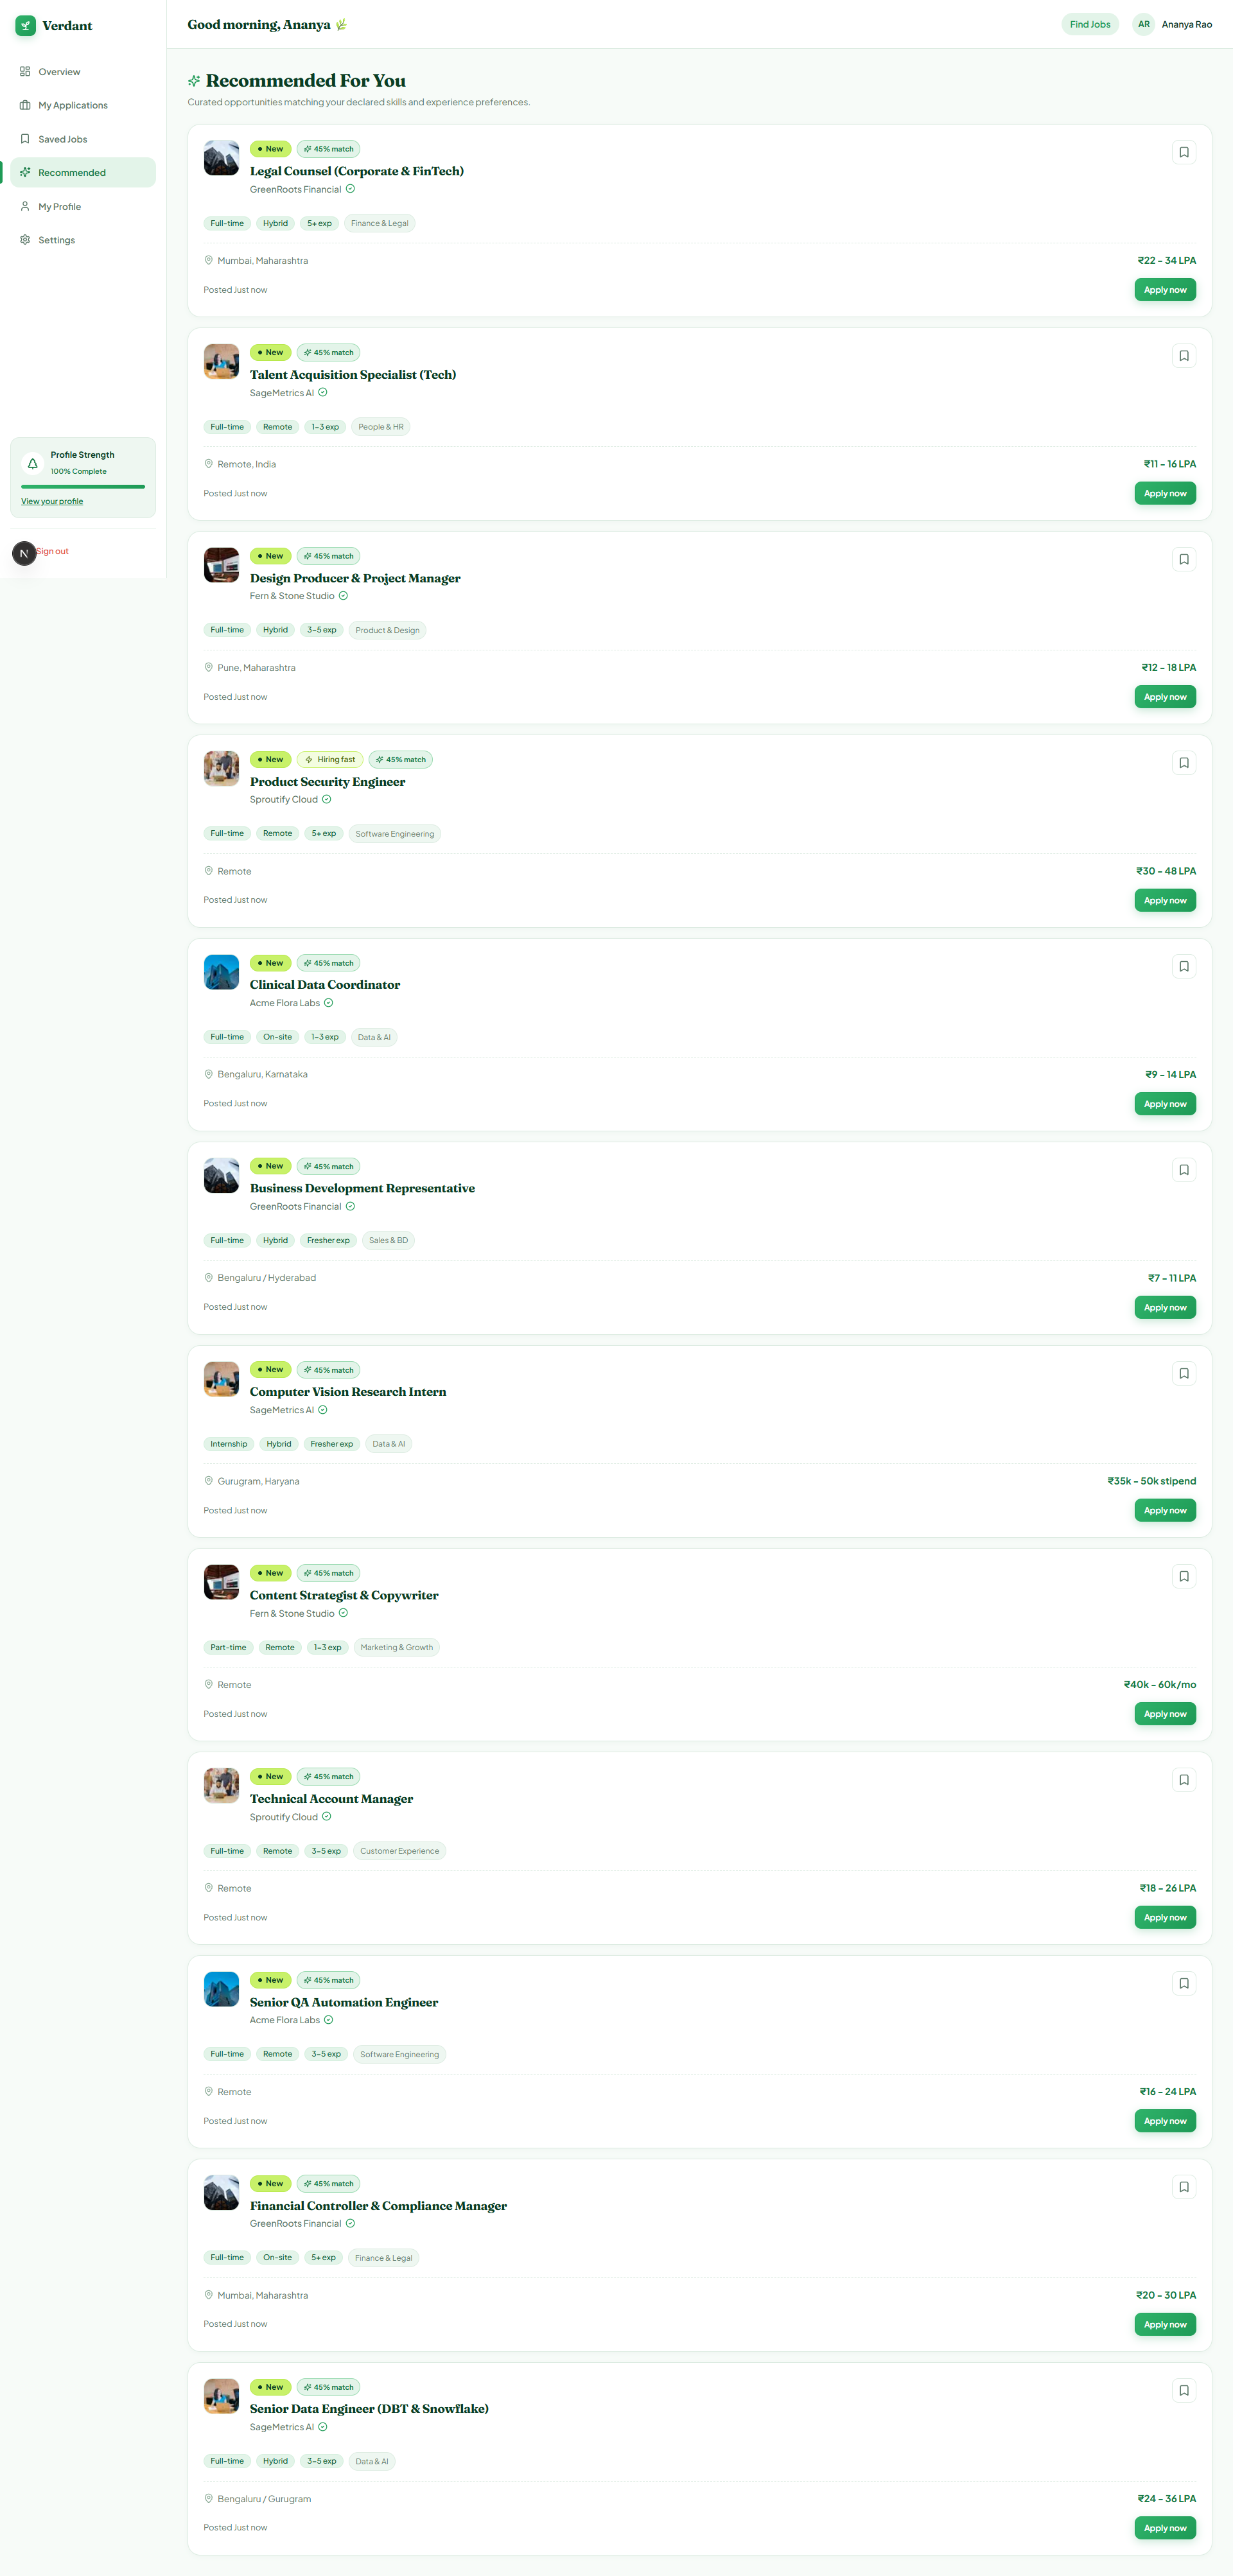 Verdant
Overview
My Applications
Saved Jobs
Recommended
My Profile
Settings
Profile Strength
100% Complete
View your profile
N
Sign out
Good morning, Ananya
Find Jobs
AR
Ananya Rao
Recommended For You
Curated opportunities matching your declared skills and experience preferences.
New
45% match
Legal Counsel (Corporate & FinTech)
GreenRoots Financial
Full-time
Hybrid
5+ exp
Finance & Legal
Mumbai, Maharashtra
₹22 – 34 LPA
Posted Just now
Apply now
New
45% match
Talent Acquisition Specialist (Tech)
SageMetrics AI
Full-time
Remote
1–3 exp
People & HR
Remote, India
₹11 – 16 LPA
Posted Just now
Apply now
New
45% match
Design Producer & Project Manager
Fern & Stone Studio
Full-time
Hybrid
3–5 exp
Product & Design
Pune, Maharashtra
₹12 – 18 LPA
Posted Just now
Apply now
New
Hiring fast
45% match
Product Security Engineer
Sproutify Cloud
Full-time
Remote
5+ exp
Software Engineering
Remote
₹30 – 48 LPA
Posted Just now
Apply now
New
45% match
Clinical Data Coordinator
Acme Flora Labs
Full-time
On-site
1–3 exp
Data & AI
Bengaluru, Karnataka
₹9 – 14 LPA
Posted Just now
Apply now
New
45% match
Business Development Representative
GreenRoots Financial
Full-time
Hybrid
Fresher exp
Sales & BD
Bengaluru / Hyderabad
₹7 – 11 LPA
Posted Just now
Apply now
New
45% match
Computer Vision Research Intern
SageMetrics AI
Internship
Hybrid
Fresher exp
Data & AI
Gurugram, Haryana
₹35k – 50k stipend
Posted Just now
Apply now
New
45% match
Content Strategist & Copywriter
Fern & Stone Studio
Part-time
Remote
1–3 exp
Marketing & Growth
Remote
₹40k – 60k/mo
Posted Just now
Apply now
New
45% match
Technical Account Manager
Sproutify Cloud
Full-time
Remote
3–5 exp
Customer Experience
Remote
₹18 – 26 LPA
Posted Just now
Apply now
New
45% match
Senior QA Automation Engineer
Acme Flora Labs
Full-time
Remote
3–5 exp
Software Engineering
Remote
₹16 – 24 LPA
Posted Just now
Apply now
New
45% match
Financial Controller & Compliance Manager
GreenRoots Financial
Full-time
On-site
5+ exp
Finance & Legal
Mumbai, Maharashtra
₹20 – 30 LPA
Posted Just now
Apply now
New
45% match
Senior Data Engineer (DBT & Snowflake)
SageMetrics AI
Full-time
Hybrid
3–5 exp
Data & AI
Bengaluru / Gurugram
₹24 – 36 LPA
Posted Just now
Apply now